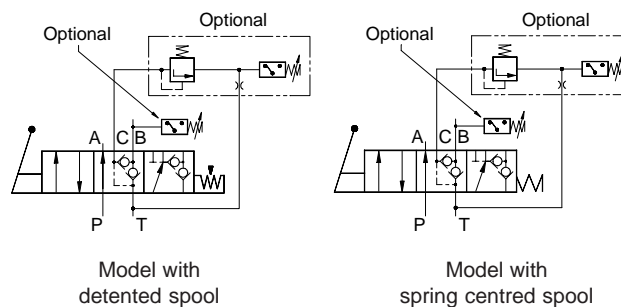 Optional
Optional
A
C
B
P
T
Model with
detented spool
Optional
Optional
A
C
B
P
T
Model with
spring centred spool